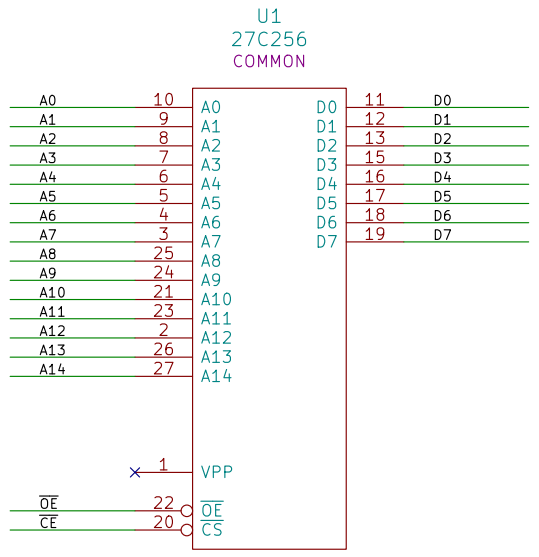 U1
27C256
COMMON
A0 10 A0 D0 11 D0
A1 9 A1 D1 12 D1
A2 8 A2 D2 13 D2
A3 7 A3 D3 15 D3
A4 6 A4 D4 16 D4
A5 5 A5 D5 17 D5
A6 4 A6 D6 18 D6
A7 3 A7 D7 19 D7
A8 25 A8
A9 24 A9
A10 21 A10
A11 23 A11
A12 2 A12
A13 26 A13
A14 27 A14
1 VPP
O̅E̅ 22 O̅E̅
C̅E̅ 20 C̅S̅